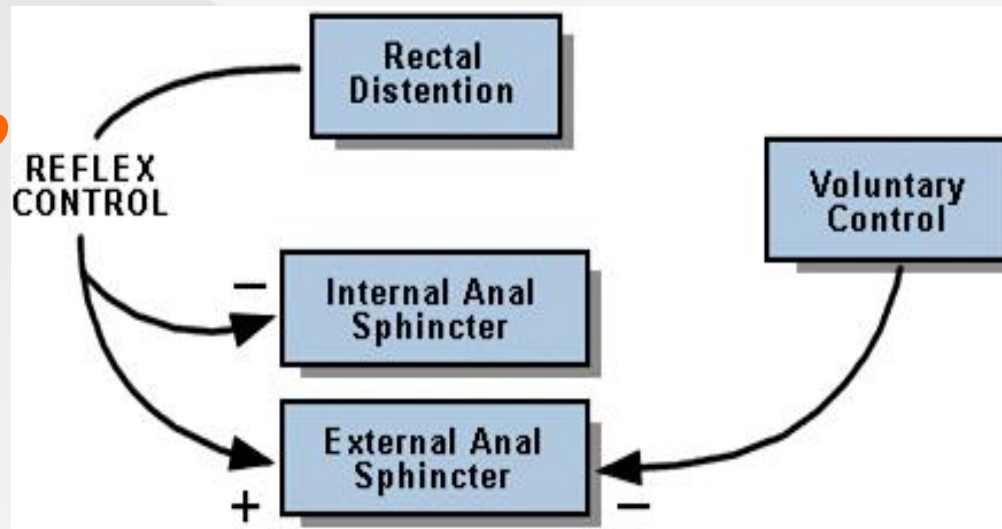 Rectal
Distention
REFLEX
CONTROL
Voluntary
Control
−
Internal Anal
Sphincter
External Anal
Sphincter
+
−